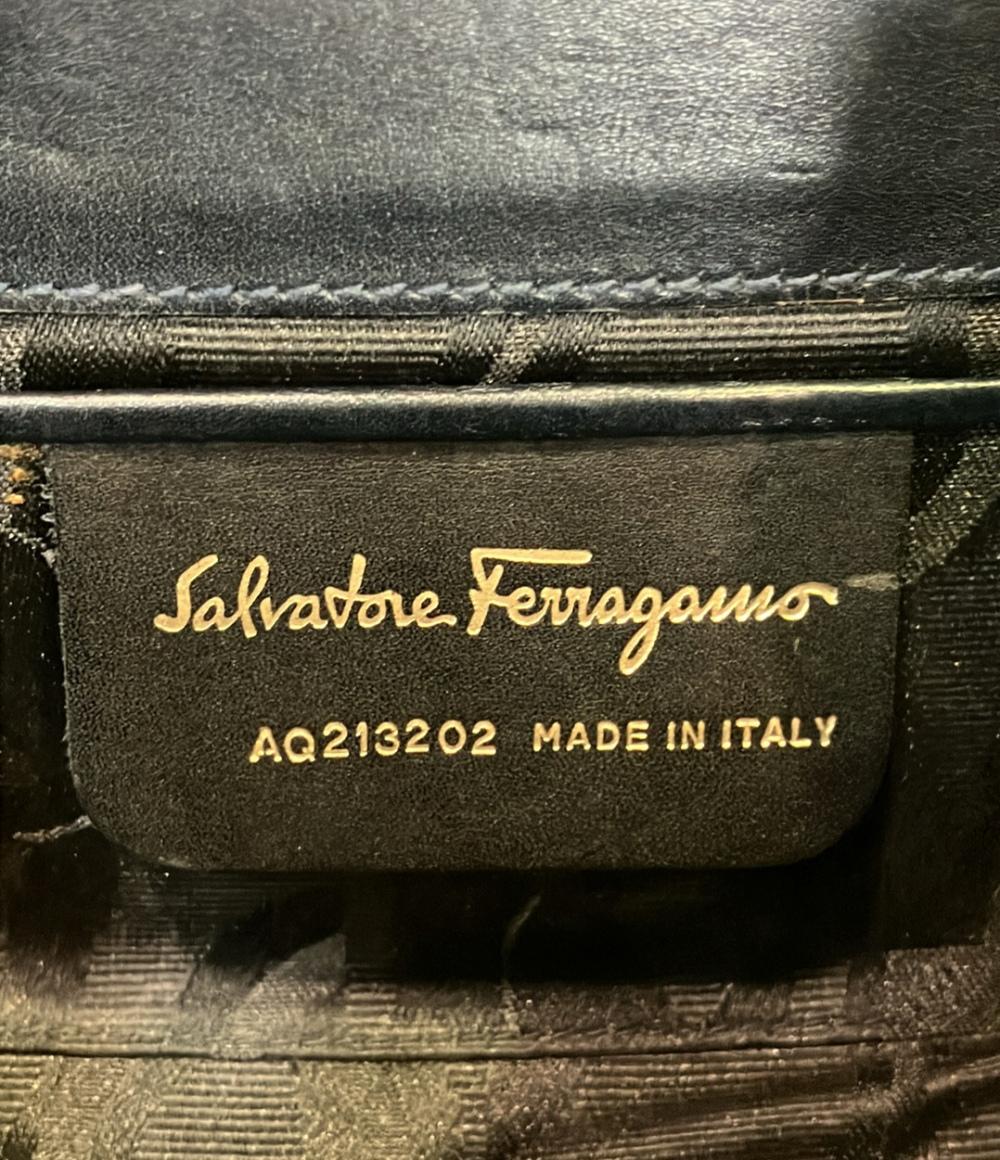 Salvatore Ferragamo
AQ213202 MADE IN ITALY